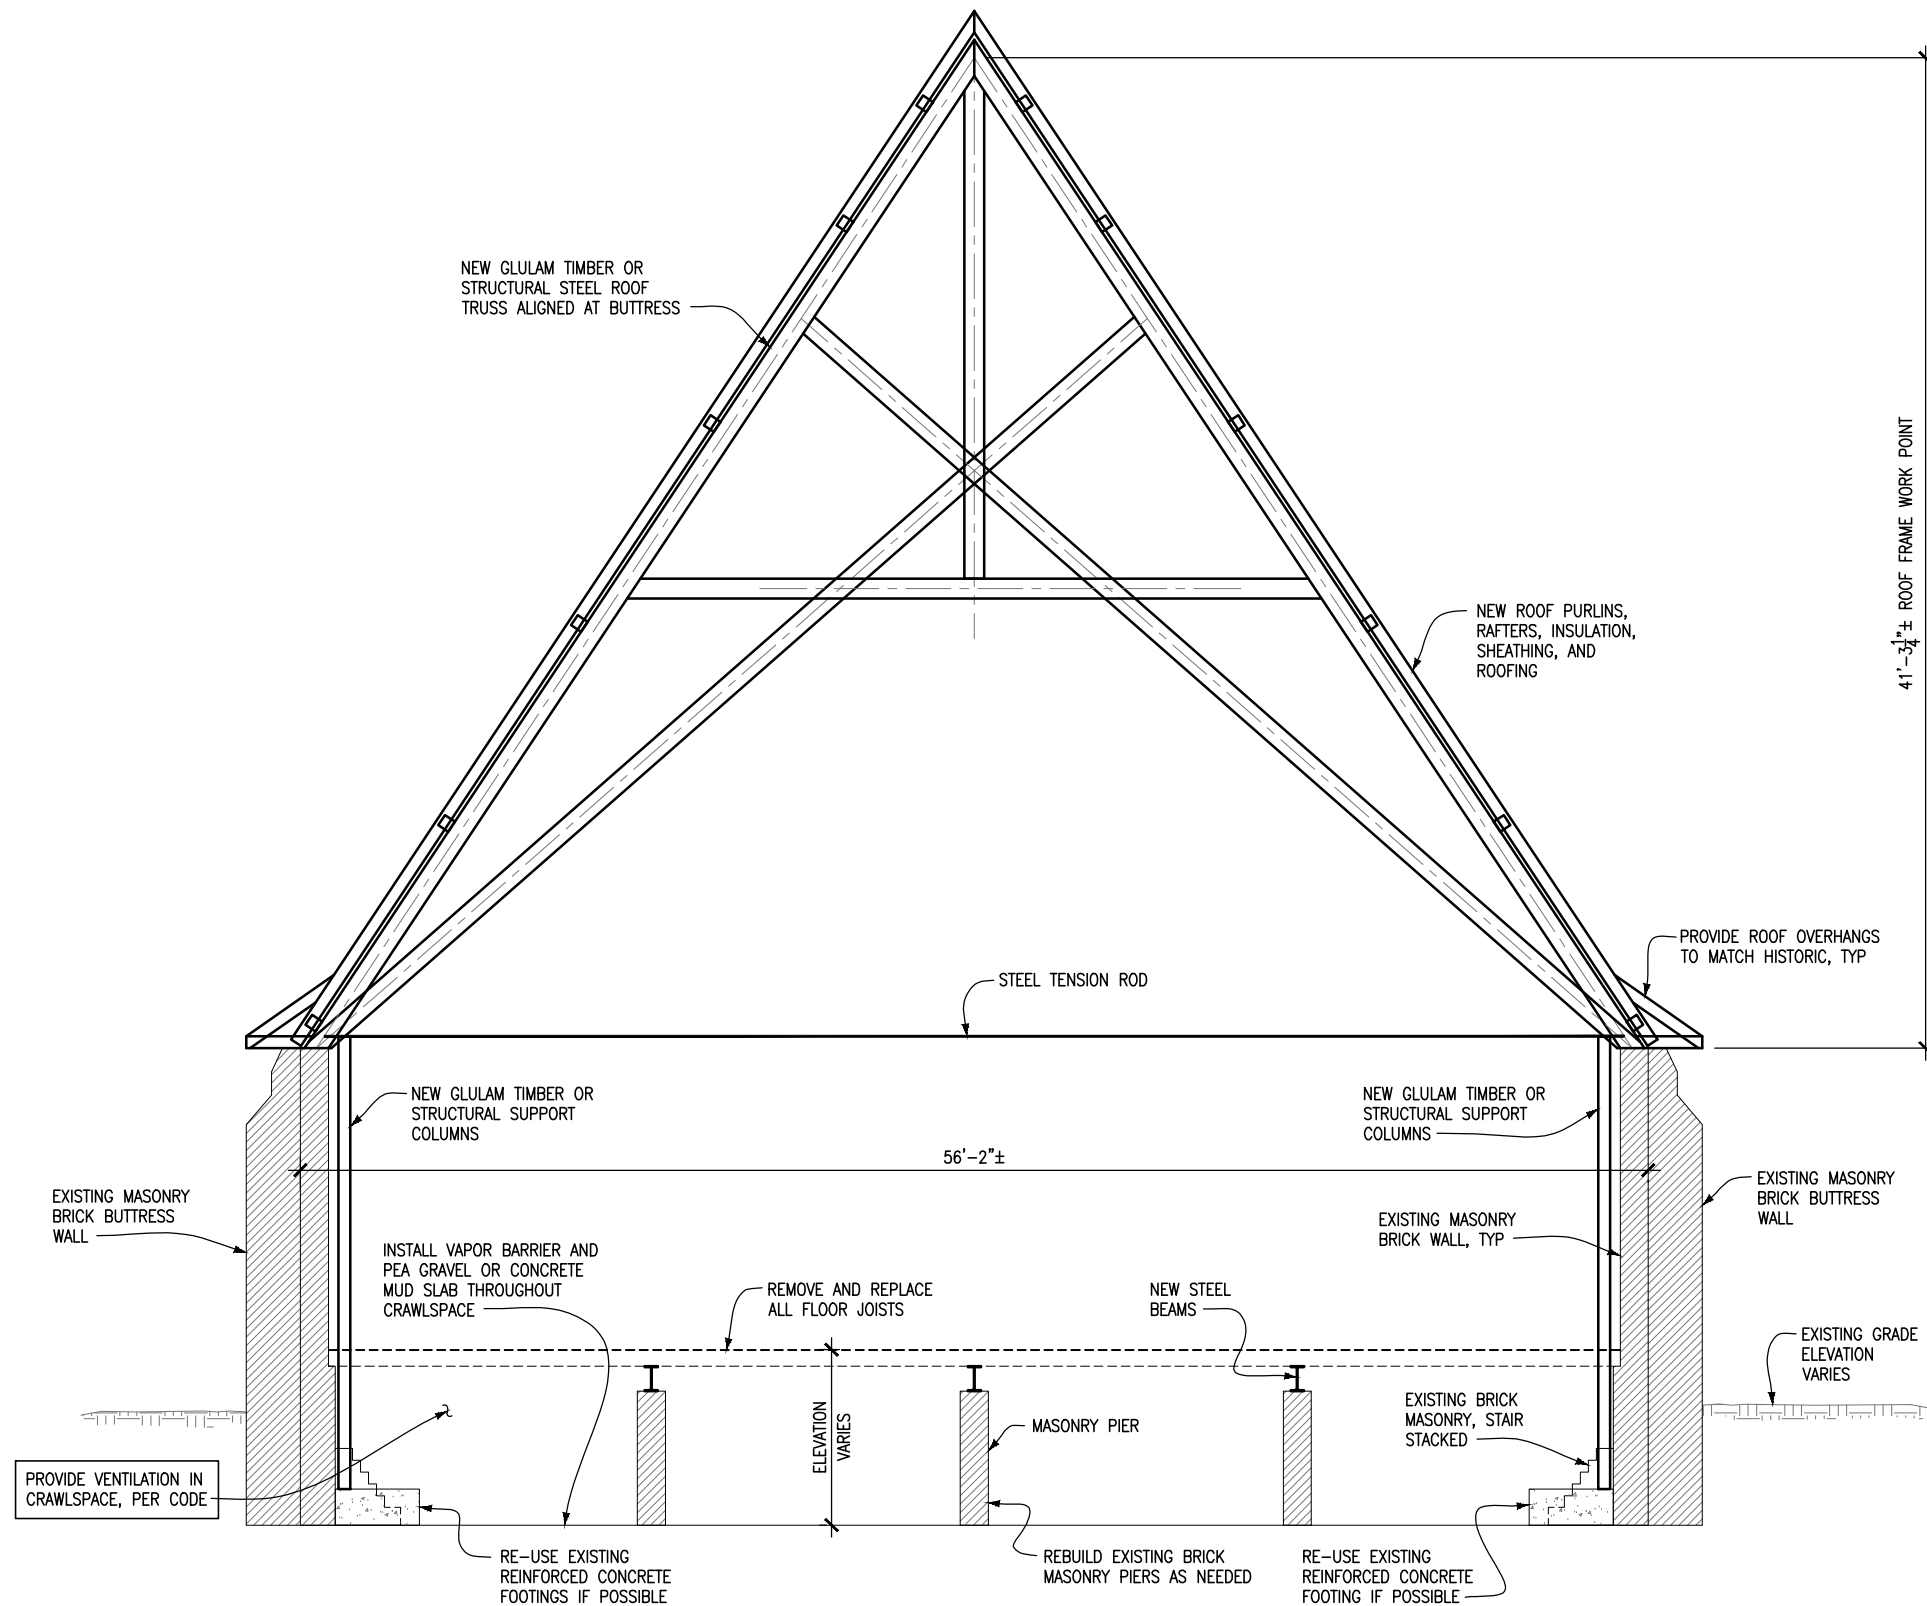 NEW GLULAM TIMBER OR
STRUCTURAL STEEL ROOF
TRUSS ALIGNED AT BUTTRESS
41'-3¼"± ROOF FRAME WORK POINT
NEW ROOF PURLINS,
RAFTERS, INSULATION,
SHEATHING, AND
ROOFING
PROVIDE ROOF OVERHANGS
TO MATCH HISTORIC, TYP
STEEL TENSION ROD
NEW GLULAM TIMBER OR
STRUCTURAL SUPPORT
COLUMNS
NEW GLULAM TIMBER OR
STRUCTURAL SUPPORT
COLUMNS
56'-2"±
EXISTING MASONRY
BRICK BUTTRESS
WALL
EXISTING MASONRY
BRICK BUTTRESS
WALL
EXISTING MASONRY
BRICK WALL, TYP
INSTALL VAPOR BARRIER AND
PEA GRAVEL OR CONCRETE
MUD SLAB THROUGHOUT
CRAWLSPACE
REMOVE AND REPLACE
ALL FLOOR JOISTS
NEW STEEL
BEAMS
EXISTING GRADE
ELEVATION
VARIES
EXISTING BRICK
MASONRY, STAIR
STACKED
ELEVATION
VARIES
MASONRY PIER
PROVIDE VENTILATION IN
CRAWLSPACE, PER CODE
RE-USE EXISTING
REINFORCED CONCRETE
FOOTINGS IF POSSIBLE
REBUILD EXISTING BRICK
MASONRY PIERS AS NEEDED
RE-USE EXISTING
REINFORCED CONCRETE
FOOTING IF POSSIBLE